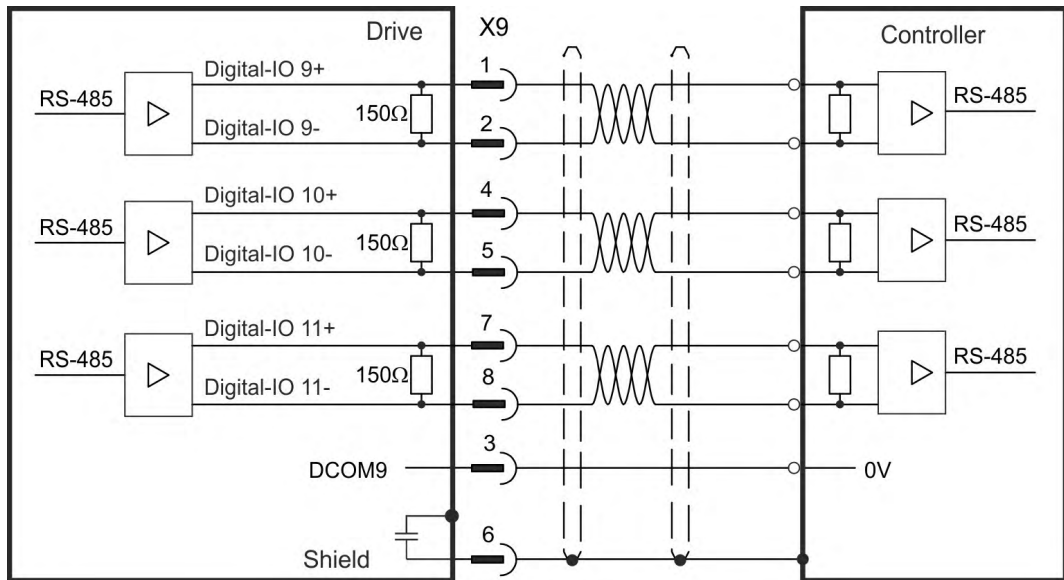 Drive
X9
Controller
Digital-IO 9+
1
RS-485
150Ω
RS-485
Digital-IO 9-
2
Digital-IO 10+
4
RS-485
150Ω
RS-485
Digital-IO 10-
5
Digital-IO 11+
7
RS-485
150Ω
RS-485
Digital-IO 11-
8
3
DCOM9
0V
6
Shield